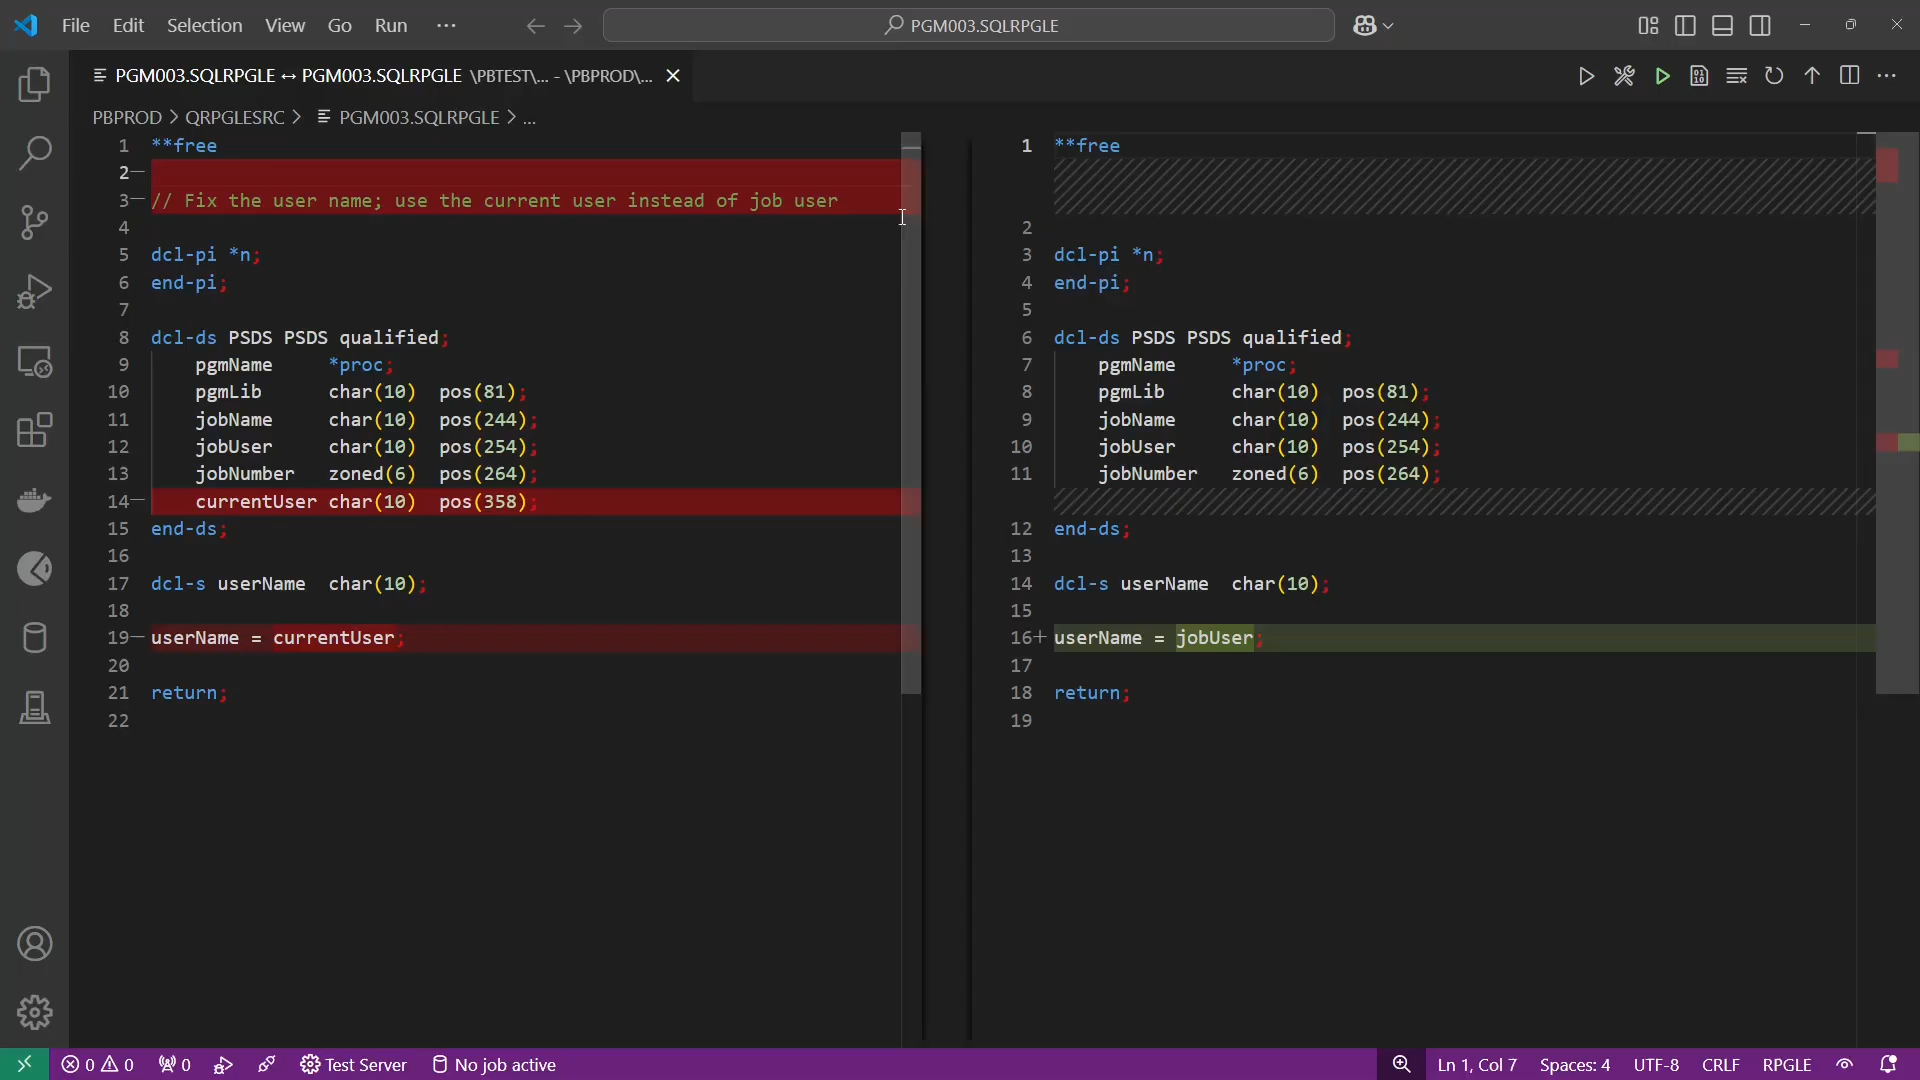 File Edit Selection View Go Run ···
PGM003.SQLRPGLE
PGM003.SQLRPGLE ↔ PGM003.SQLRPGLE \PBTEST\... - \PBPROD\...
PBPROD > QRPGLESRC > PGM003.SQLRPGLE > ...
1 **free
2
3 // Fix the user name; use the current user instead of job user
4
5 dcl-pi *n;
6 end-pi;
7
8 dcl-ds PSDS PSDS qualified;
9 pgmName *proc;
10 pgmLib char(10) pos(81);
11 jobName char(10) pos(244);
12 jobUser char(10) pos(254);
13 jobNumber zoned(6) pos(264);
14 currentUser char(10) pos(358);
15 end-ds;
16
17 dcl-s userName char(10);
18
19 userName = currentUser;
20
21 return;
22
1 **free
2
3 dcl-pi *n;
4 end-pi;
5
6 dcl-ds PSDS PSDS qualified;
7 pgmName *proc;
8 pgmLib char(10) pos(81);
9 jobName char(10) pos(244);
10 jobUser char(10) pos(254);
11 jobNumber zoned(6) pos(264);
12 end-ds;
13
14 dcl-s userName char(10);
15
16+ userName = jobUser;
17
18 return;
19
0 0 0 Test Server No job active Ln 1, Col 7 Spaces: 4 UTF-8 CRLF RPGLE